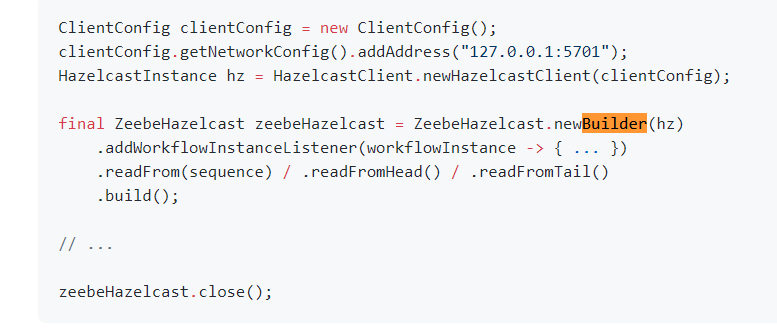 ClientConfig clientConfig = new ClientConfig();
clientConfig.getNetworkConfig().addAddress("127.0.0.1:5701");
HazelcastInstance hz = HazelcastClient.newHazelcastClient(clientConfig);
final ZeebeHazelcast zeebeHazelcast = ZeebeHazelcast.newBuilder(hz)
    .addWorkflowInstanceListener(workflowInstance -> { ... })
    .readFrom(sequence) / .readFromHead() / .readFromTail()
    .build();
// ...
zeebeHazelcast.close();